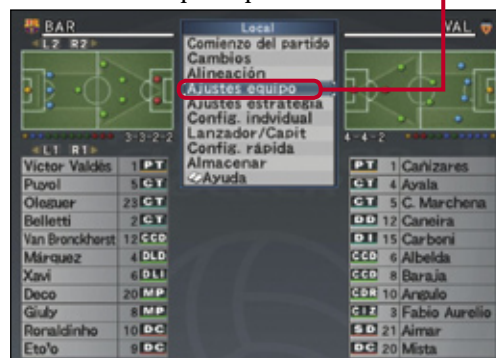 BAR
Local
VAL
L2 R2
Comienzo del partido
Cambios
Alineación
Ajustes equipo
Ajustes estrategia
Config. indvidual
Lanzador/Capit
Config. rápida
Almacenar
Ayuda
3-3-2-2
4-4-2
L1 R1
Victor Valdés 1 PT
Puyol 5 CT
Oleguer 23 CT
Belletti 2 CT
Van Bronckhorst 12 CCD
Márquez 4 DLD
Xavi 6 DLI
Deco 20 MP
Giuly 8 MP
Ronaldinho 10 DC
Eto'o 9 DC
PT 1 Cañizares
CT 4 Ayala
CT 5 C. Marchena
DD 12 Caneira
DI 15 Carboni
CCD 6 Albelda
CCD 8 Baraja
CDR 10 Angulo
CIZ 3 Fabio Aurelio
SD 21 Aimar
DC 20 Mista